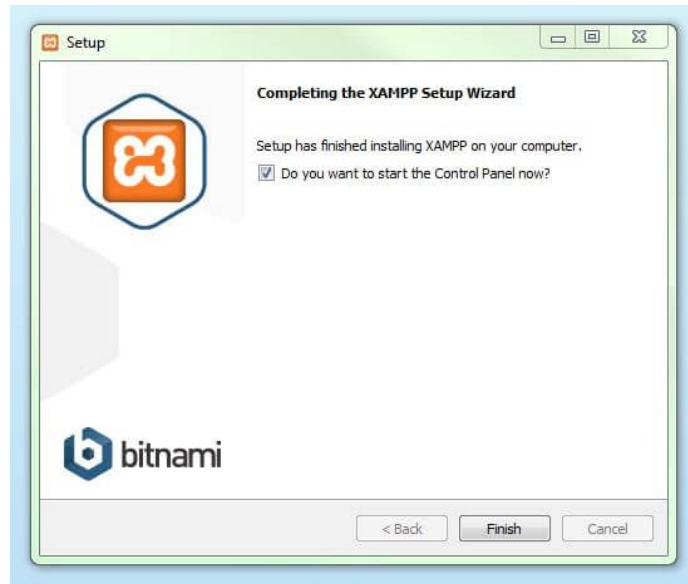 Setup
Completing the XAMPP Setup Wizard
Setup has finished installing XAMPP on your computer.
Do you want to start the Control Panel now?
bitnami
< Back
Finish
Cancel